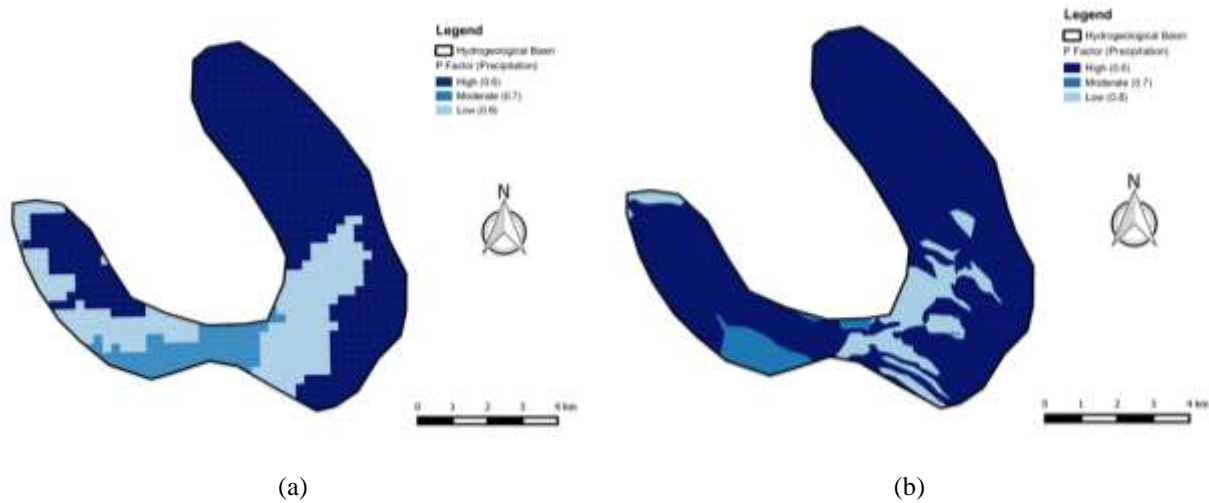 Legend
Hydrogeological Basen
P Factor (Precipitation)
High (0.6)
Moderate (0.7)
Low (0.8)
N
0 1 2 3 4 km
(a)
Legend
Hydrogeological Basen
P Factor (Precipitation)
High (0.6)
Moderate (0.7)
Low (0.8)
N
0 1 2 3 4 km
(b)